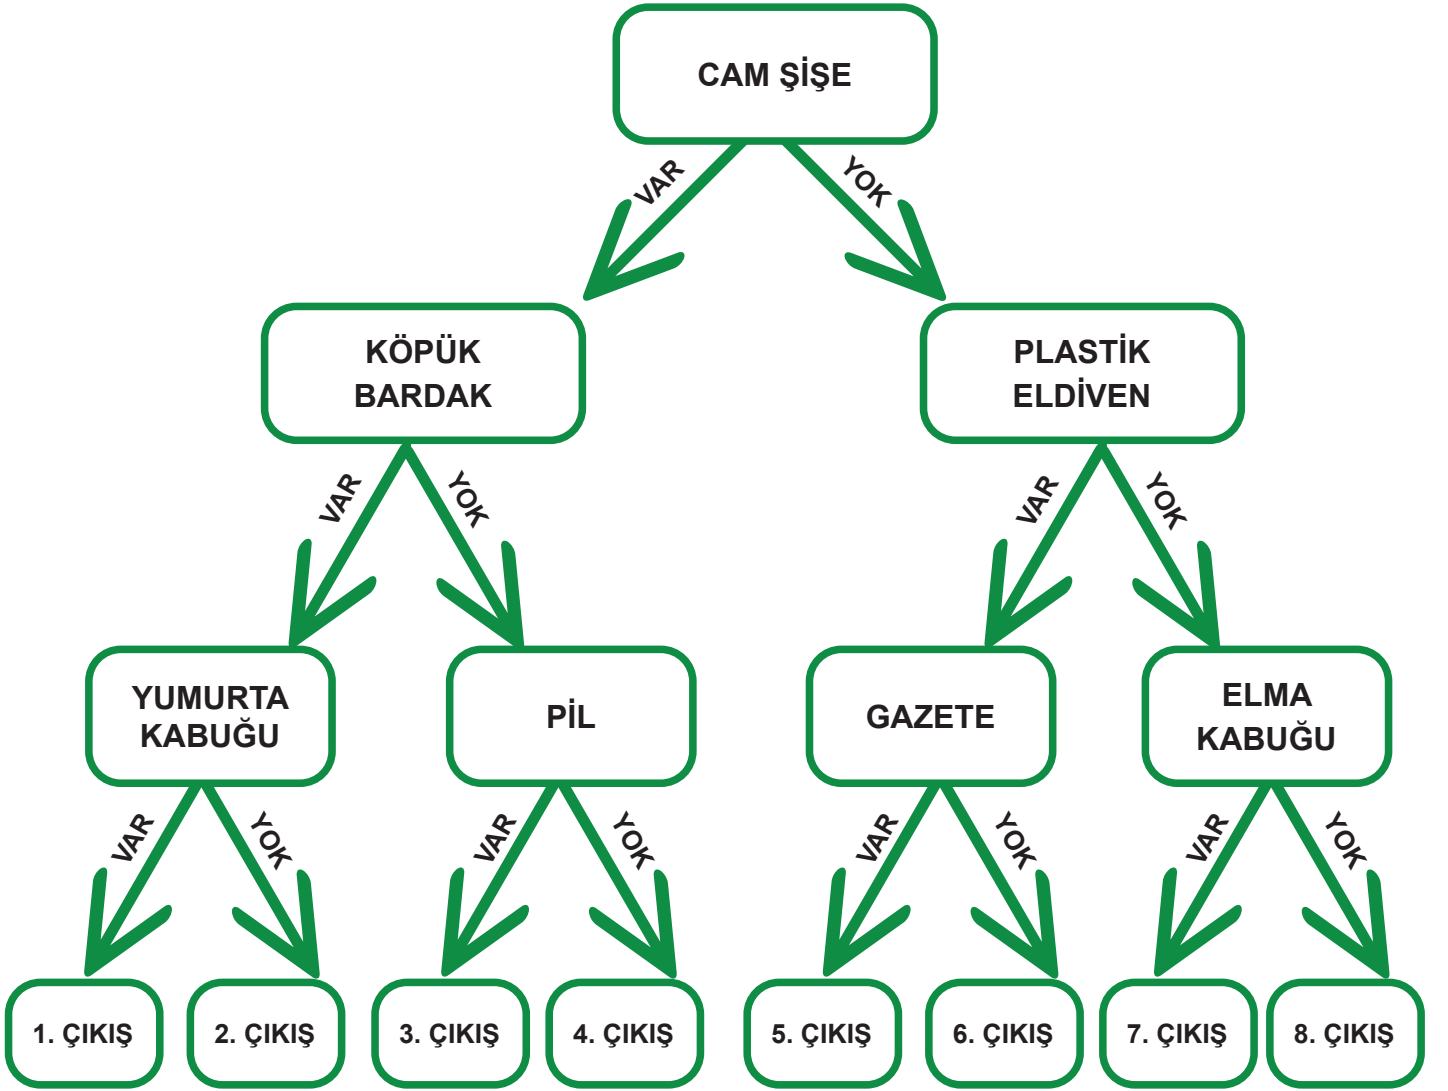 CAM ŞİŞE
VAR
YOK
KÖPÜK
BARDAK
PLASTİK
ELDİVEN
VAR
YOK
VAR
YOK
YUMURTA
KABUĞU
PİL
GAZETE
ELMA
KABUĞU
VAR
YOK
VAR
YOK
VAR
YOK
VAR
YOK
1. ÇIKIŞ
2. ÇIKIŞ
3. ÇIKIŞ
4. ÇIKIŞ
5. ÇIKIŞ
6. ÇIKIŞ
7. ÇIKIŞ
8. ÇIKIŞ